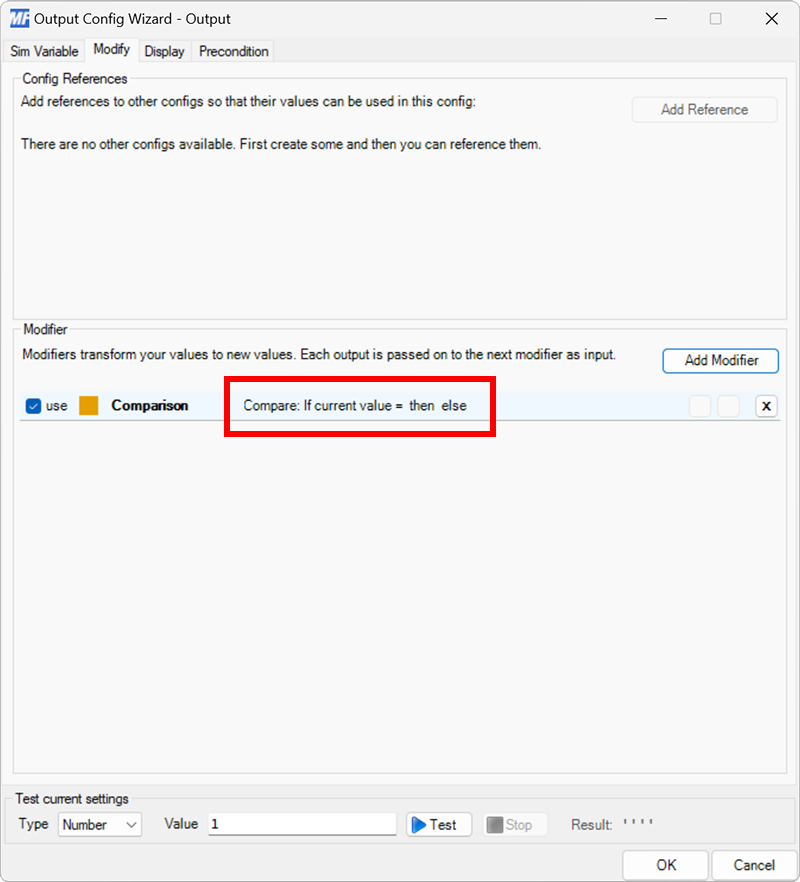 MF Output Config Wizard - Output
Sim Variable Modify Display Precondition
Config References
Add references to other configs so that their values can be used in this config:
Add Reference
There are no other configs available. First create some and then you can reference them.
Modifier
Modifiers transform your values to new values. Each output is passed on to the next modifier as input.
Add Modifier
use Comparison Compare: If current value = then else X
Test current settings
Type Number Value 1 Test Stop Result: ' ' ' '
OK Cancel